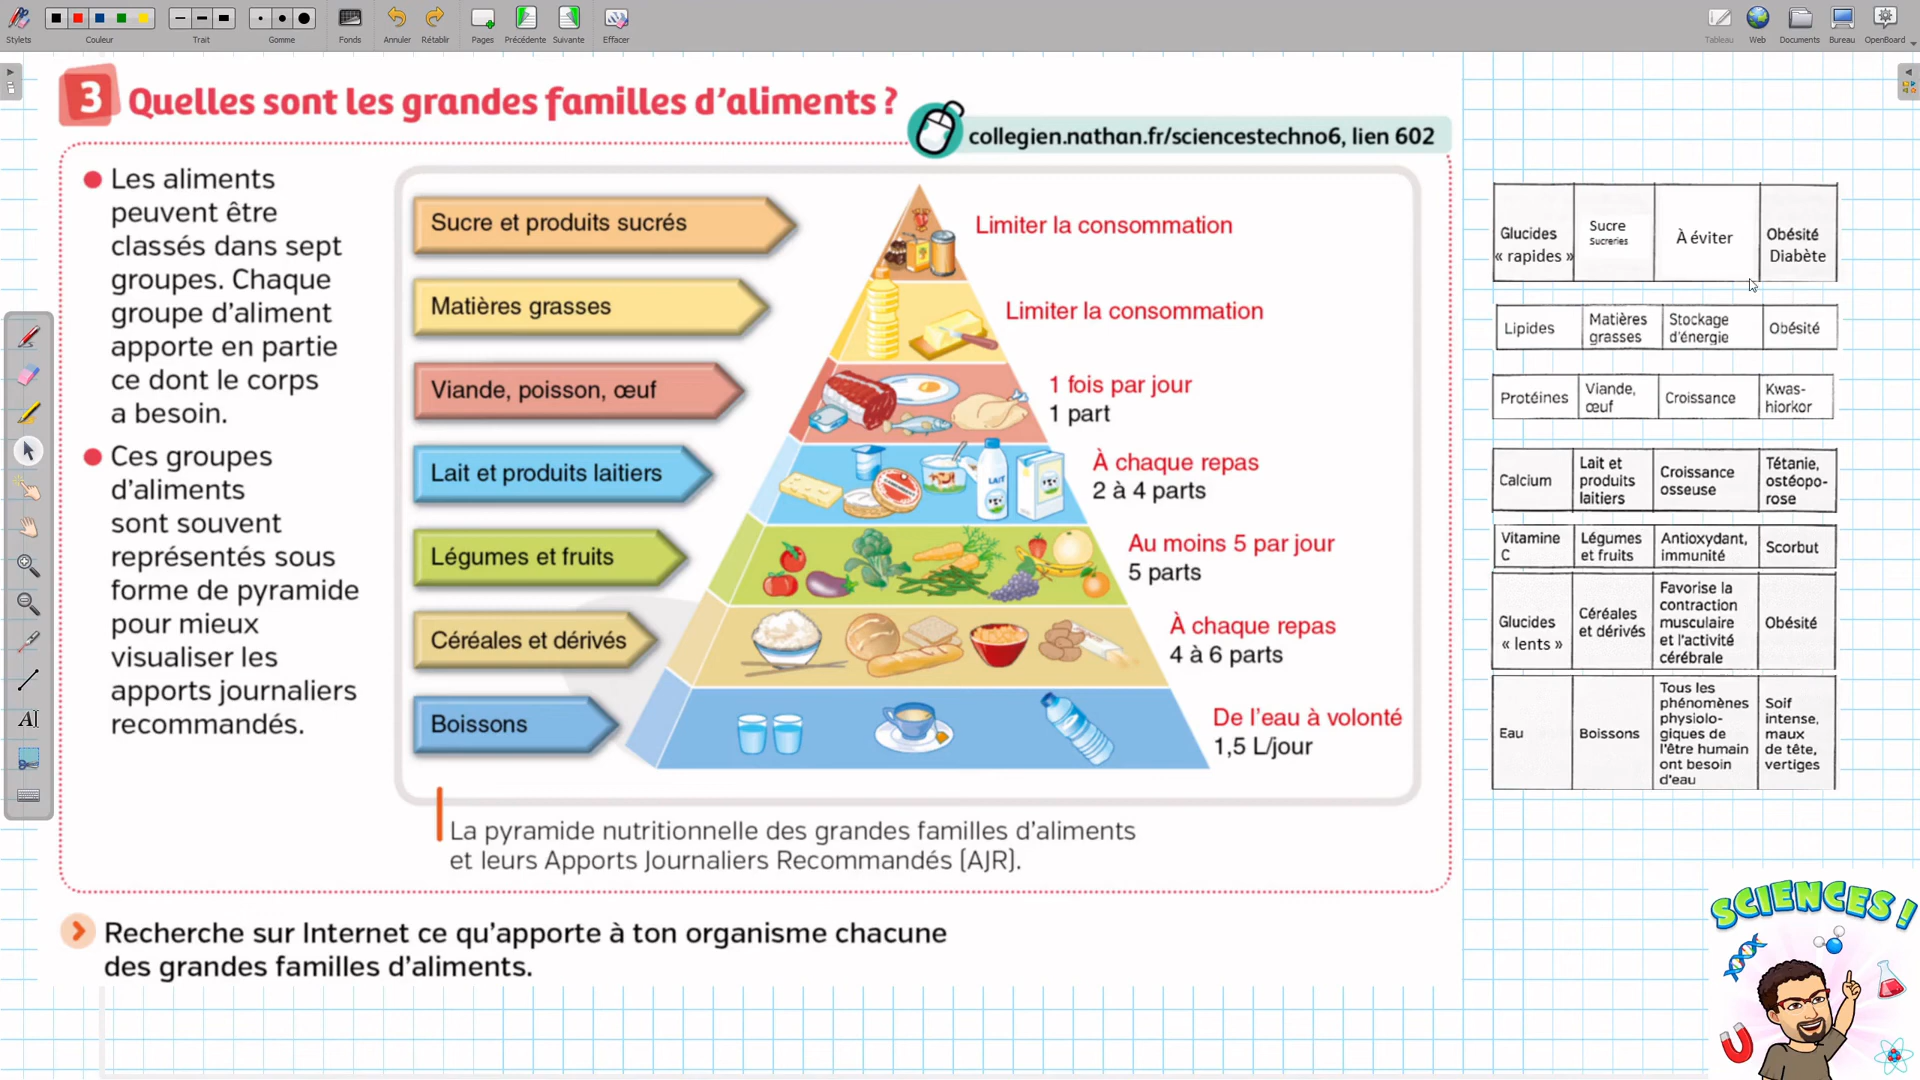 Stylets
Couleur
Trait
Gomme
Fonds
Annuler
Rétablir
Pages
Précédente
Suivante
Effacer
Tableau
Web
Documents
Bureau
OpenBoard
3 Quelles sont les grandes familles d'aliments ?
collegien.nathan.fr/sciencestechno6, lien 602
Les aliments
peuvent être
classés dans sept
groupes. Chaque
groupe d'aliment
apporte en partie
ce dont le corps
a besoin.
Ces groupes
d'aliments
sont souvent
représentés sous
forme de pyramide
pour mieux
visualiser les
apports journaliers
recommandés.
Sucre et produits sucrés
Limiter la consommation
Matières grasses
Limiter la consommation
Viande, poisson, œuf
1 fois par jour
1 part
Lait et produits laitiers
LAIT
À chaque repas
2 à 4 parts
Légumes et fruits
Au moins 5 par jour
5 parts
Céréales et dérivés
À chaque repas
4 à 6 parts
Boissons
De l'eau à volonté
1,5 L/jour
La pyramide nutritionnelle des grandes familles d'aliments
et leurs Apports Journaliers Recommandés (AJR).
Recherche sur Internet ce qu'apporte à ton organisme chacune
des grandes familles d'aliments.
Glucides
« rapides »
Sucre
Sucreries
À éviter
Obésité
Diabète
Lipides
Matières
grasses
Stockage
d'énergie
Obésité
Protéines
Viande,
œuf
Croissance
Kwas-
hiorkor
Calcium
Lait et
produits
laitiers
Croissance
osseuse
Tétanie,
ostéopo-
rose
Vitamine
C
Légumes
et fruits
Antioxydant,
immunité
Scorbut
Glucides
« lents »
Céréales
et dérivés
Favorise la
contraction
musculaire
et l'activité
cérébrale
Obésité
Eau
Boissons
Tous les
phénomènes
physiolo-
giques de
l'être humain
ont besoin
d'eau
Soif
intense,
maux
de tête,
vertiges
SCIENCES !
A